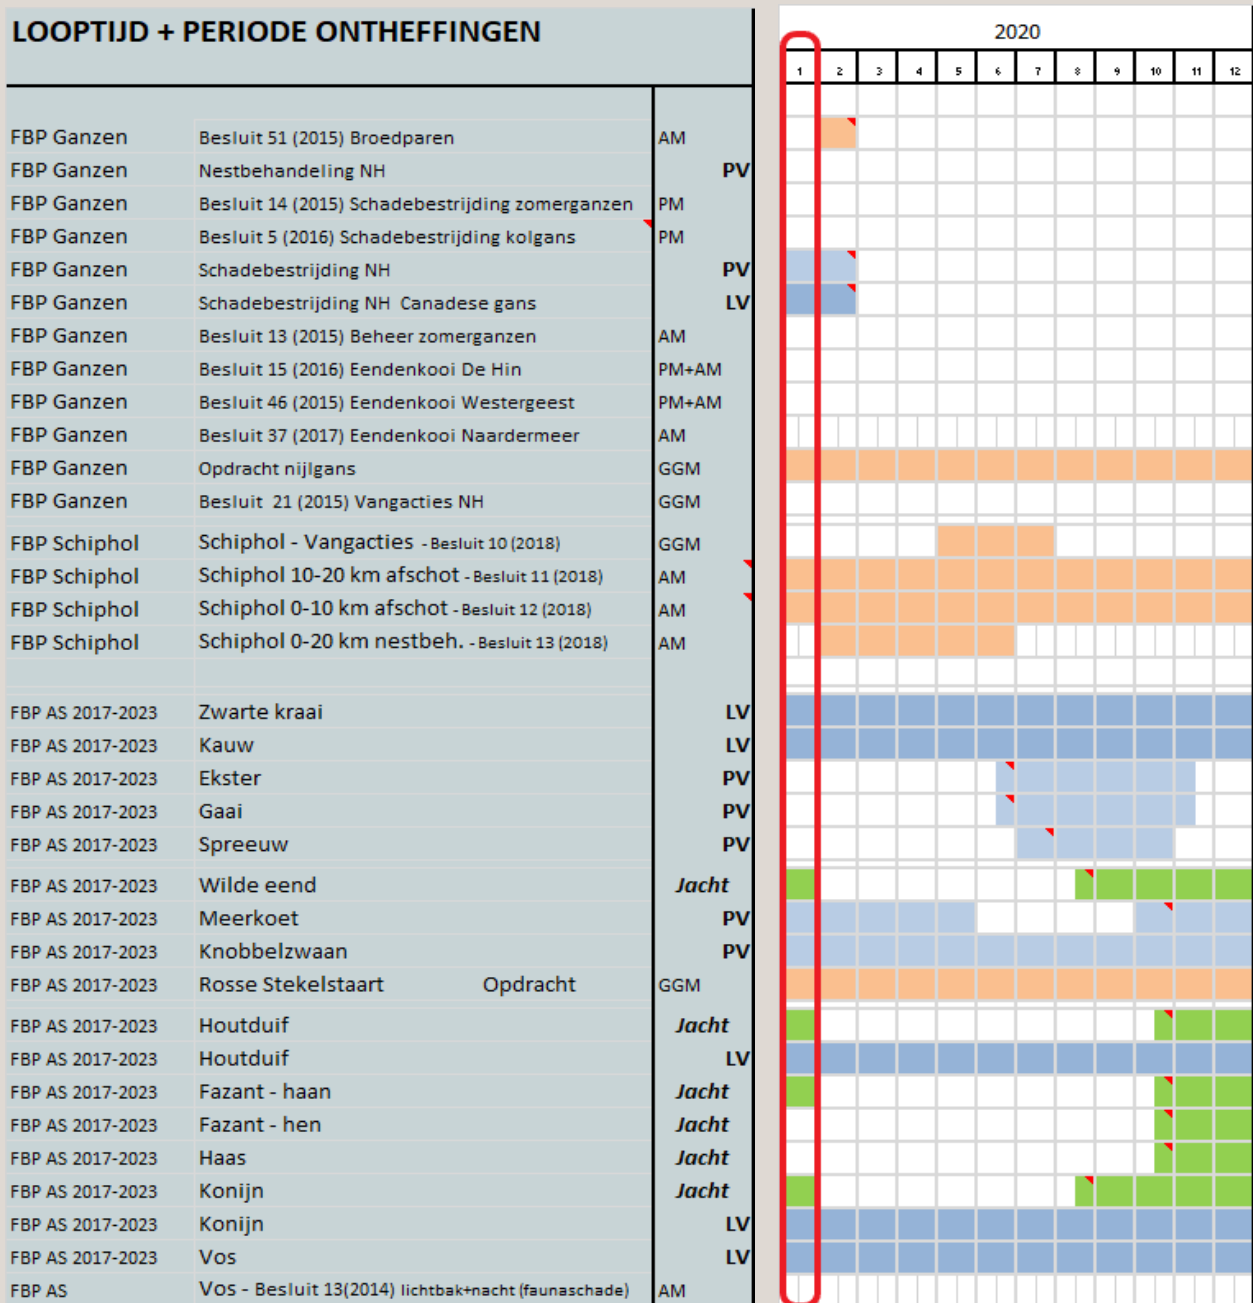 LOOPTIJD + PERIODE ONTHEFFINGEN
2020
1 2 3 4 5 6 7 8 9 10 11 12
FBP Ganzen Besluit 51 (2015) Broedparen AM
FBP Ganzen Nestbehandeling NH PV
FBP Ganzen Besluit 14 (2015) Schadebestrijding zomerganzen PM
FBP Ganzen Besluit 5 (2016) Schadebestrijding kolgans PM
FBP Ganzen Schadebestrijding NH PV
FBP Ganzen Schadebestrijding NH Canadese gans LV
FBP Ganzen Besluit 13 (2015) Beheer zomerganzen AM
FBP Ganzen Besluit 15 (2016) Eendenkooi De Hin PM+AM
FBP Ganzen Besluit 46 (2015) Eendenkooi Westergeest PM+AM
FBP Ganzen Besluit 37 (2017) Eendenkooi Naardermeer AM
FBP Ganzen Opdracht nijlgans GGM
FBP Ganzen Besluit 21 (2015) Vangacties NH GGM
FBP Schiphol Schiphol - Vangacties - Besluit 10 (2018) GGM
FBP Schiphol Schiphol 10-20 km afschot - Besluit 11 (2018) AM
FBP Schiphol Schiphol 0-10 km afschot - Besluit 12 (2018) AM
FBP Schiphol Schiphol 0-20 km nestbeh. - Besluit 13 (2018) AM
FBP AS 2017-2023 Zwarte kraai LV
FBP AS 2017-2023 Kauw LV
FBP AS 2017-2023 Ekster PV
FBP AS 2017-2023 Gaai PV
FBP AS 2017-2023 Spreeuw PV
FBP AS 2017-2023 Wilde eend Jacht
FBP AS 2017-2023 Meerkoet PV
FBP AS 2017-2023 Knobbelzwaan PV
FBP AS 2017-2023 Rosse Stekelstaart Opdracht GGM
FBP AS 2017-2023 Houtduif Jacht
FBP AS 2017-2023 Houtduif LV
FBP AS 2017-2023 Fazant - haan Jacht
FBP AS 2017-2023 Fazant - hen Jacht
FBP AS 2017-2023 Haas Jacht
FBP AS 2017-2023 Konijn Jacht
FBP AS 2017-2023 Konijn LV
FBP AS 2017-2023 Vos LV
FBP AS Vos - Besluit 13(2014) lichtbak+nacht (faunaschade) AM